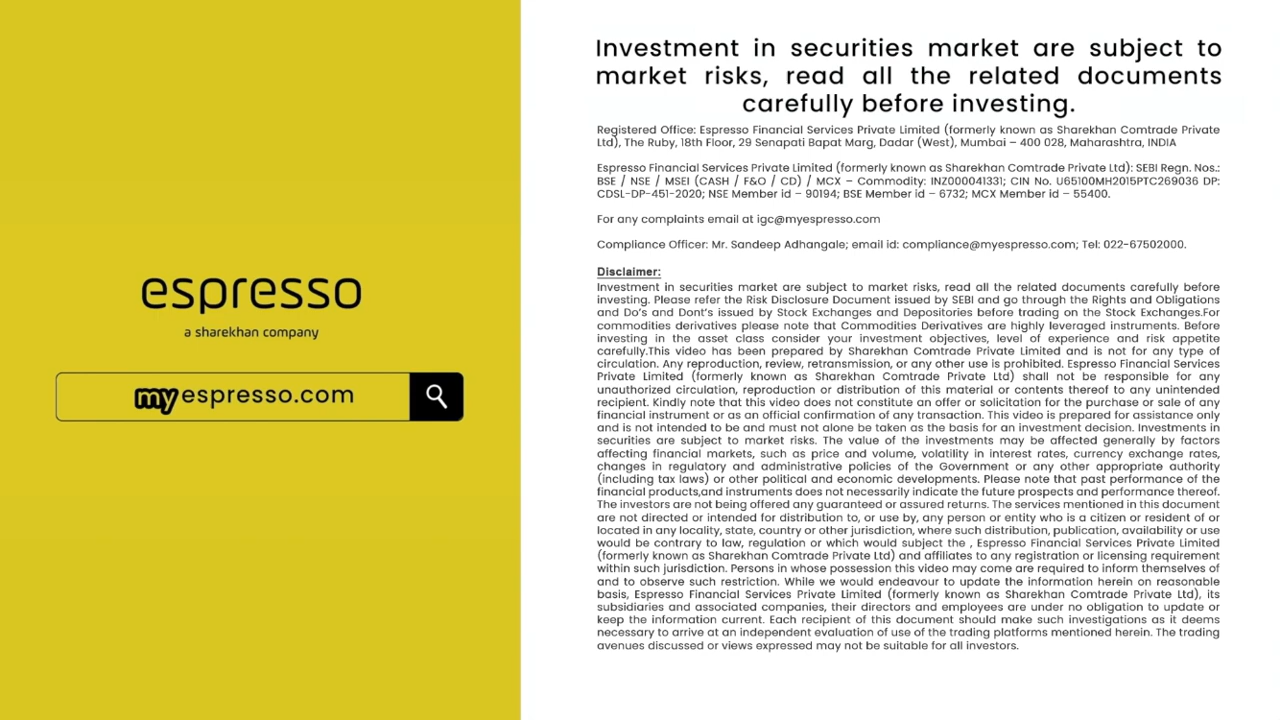 espresso
a sharekhan company
myespresso.com
Investment in securities market are subject to
market risks, read all the related documents
carefully before investing.
Registered Office: Espresso Financial Services Private Limited (formerly known as Sharekhan Comtrade Private
Ltd), The Ruby, 18th Floor, 29 Senapati Bapat Marg, Dadar (West), Mumbai – 400 028, Maharashtra, INDIA
Espresso Financial Services Private Limited (formerly known as Sharekhan Comtrade Private Ltd): SEBI Regn. Nos.:
BSE / NSE / MSEI (CASH / F&O / CD) / MCX – Commodity: INZ000041331; CIN No. U65100MH2015PTC269036 DP:
CDSL-DP-451-2020; NSE Member id – 90194; BSE Member id – 6732; MCX Member id – 55400.
For any complaints email at igc@myespresso.com
Compliance Officer: Mr. Sandeep Adhangale; email id: compliance@myespresso.com; Tel: 022-67502000.
Disclaimer:
Investment in securities market are subject to market risks, read all the related documents carefully before
investing. Please refer the Risk Disclosure Document issued by SEBI and go through the Rights and Obligations
and Do's and Dont's issued by Stock Exchanges and Depositories before trading on the Stock Exchanges.For
commodities derivatives please note that Commodities Derivatives are highly leveraged instruments. Before
investing in the asset class consider your investment objectives, level of experience and risk appetite
carefully.This video has been prepared by Sharekhan Comtrade Private Limited and is not for any type of
circulation. Any reproduction, review, retransmission, or any other use is prohibited. Espresso Financial Services
Private Limited (formerly known as Sharekhan Comtrade Private Ltd) shall not be responsible for any
unauthorized circulation, reproduction or distribution of this material or contents thereof to any unintended
recipient. Kindly note that this video does not constitute an offer or solicitation for the purchase or sale of any
financial instrument or as an official confirmation of any transaction. This video is prepared for assistance only
and is not intended to be and must not alone be taken as the basis for an investment decision. Investments in
securities are subject to market risks. The value of the investments may be affected generally by factors
affecting financial markets, such as price and volume, volatility in interest rates, currency exchange rates,
changes in regulatory and administrative policies of the Government or any other appropriate authority
(including tax laws) or other political and economic developments. Please note that past performance of the
financial products,and instruments does not necessarily indicate the future prospects and performance thereof.
The investors are not being offered any guaranteed or assured returns. The services mentioned in this document
are not directed or intended for distribution to, or use by, any person or entity who is a citizen or resident of or
located in any locality, state, country or other jurisdiction, where such distribution, publication, availability or use
would be contrary to law, regulation or which would subject the , Espresso Financial Services Private Limited
(formerly known as Sharekhan Comtrade Private Ltd) and affiliates to any registration or licensing requirement
within such jurisdiction. Persons in whose possession this video may come are required to inform themselves of
and to observe such restriction. While we would endeavour to update the information herein on reasonable
basis, Espresso Financial Services Private Limited (formerly known as Sharekhan Comtrade Private Ltd), its
subsidiaries and associated companies, their directors and employees are under no obligation to update or
keep the information current. Each recipient of this document should make such investigations as it deems
necessary to arrive at an independent evaluation of use of the trading platforms mentioned herein. The trading
avenues discussed or views expressed may not be suitable for all investors.